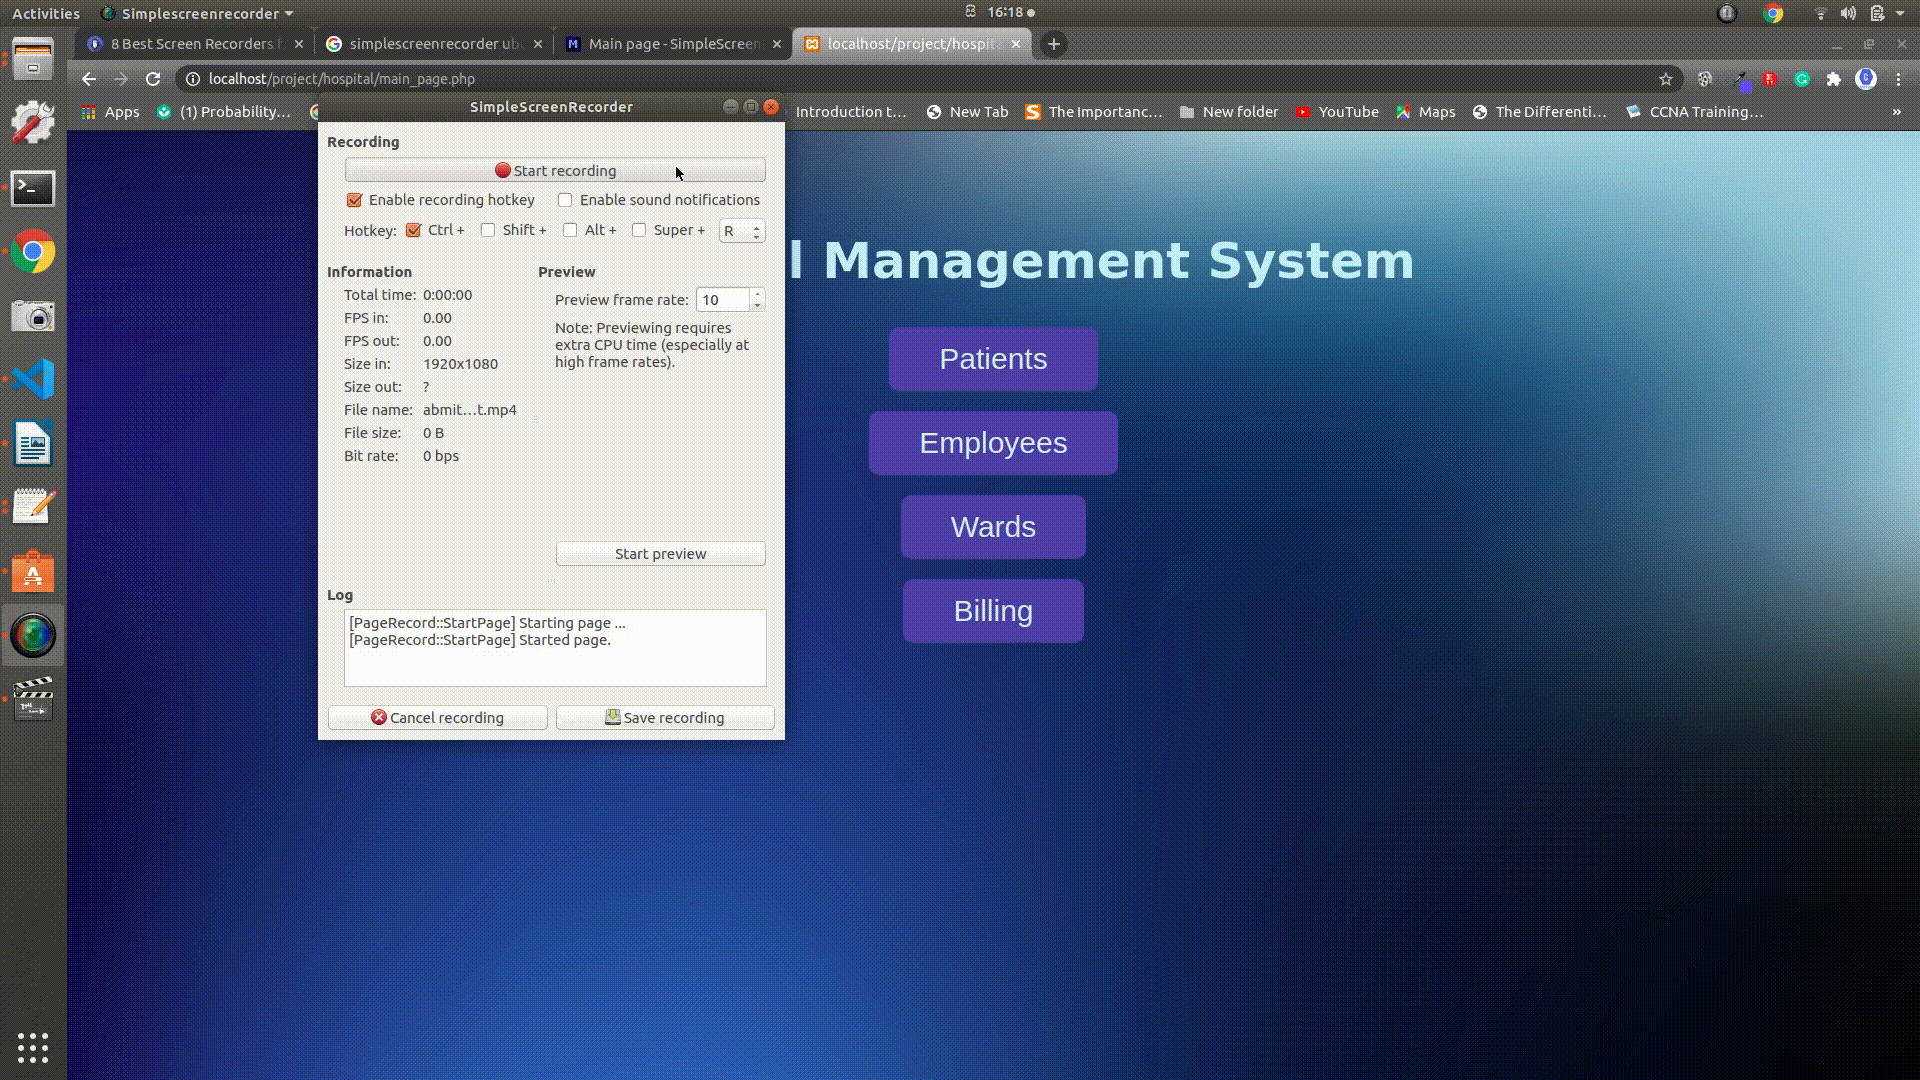 Activities
Simplescreenrecorder
16:18
8 Best Screen Recorders
simplescreenrecorder ub
Main page - SimpleScreen
localhost/project/hospit
localhost/project/hospital/main_page.php
Apps
(1) Probability…
Introduction t…
New Tab
The Importanc…
New folder
YouTube
Maps
The Differenti…
CCNA Training…
»
SimpleScreenRecorder
Recording
Start recording
Enable recording hotkey
Enable sound notifications
Hotkey:
Ctrl +
Shift +
Alt +
Super +
R
Information
Total time: 0:00:00
FPS in: 0.00
FPS out: 0.00
Size in: 1920x1080
Size out: ?
File name: abmit…t.mp4
File size: 0 B
Bit rate: 0 bps
Preview
Preview frame rate: 10
Note: Previewing requires
extra CPU time (especially at
high frame rates).
Start preview
Log
[PageRecord::StartPage] Starting page ...
[PageRecord::StartPage] Started page.
Cancel recording
Save recording
l Management System
Patients
Employees
Wards
Billing